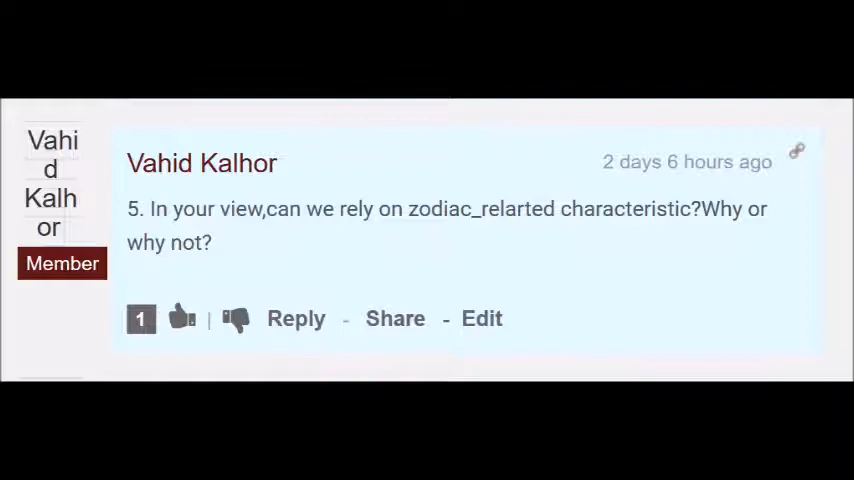 Vahi
d
Kalh
or
Member
Vahid Kalhor
2 days 6 hours ago
5. In your view,can we rely on zodiac_relarted characteristic?Why or
why not?
1 | Reply - Share - Edit